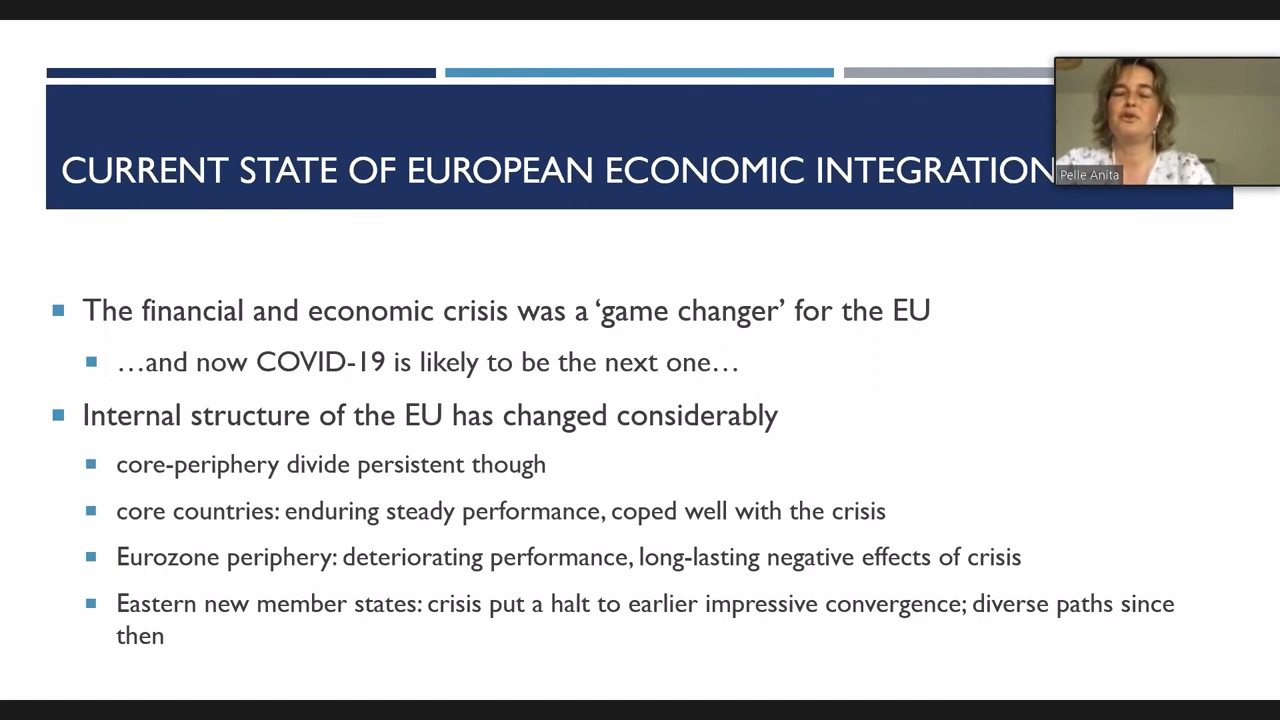 CURRENT STATE OF EUROPEAN ECONOMIC INTEGRATION
Pelle Anita
The financial and economic crisis was a ‘game changer’ for the EU
…and now COVID-19 is likely to be the next one…
Internal structure of the EU has changed considerably
core-periphery divide persistent though
core countries: enduring steady performance, coped well with the crisis
Eurozone periphery: deteriorating performance, long-lasting negative effects of crisis
Eastern new member states: crisis put a halt to earlier impressive convergence; diverse paths since
then